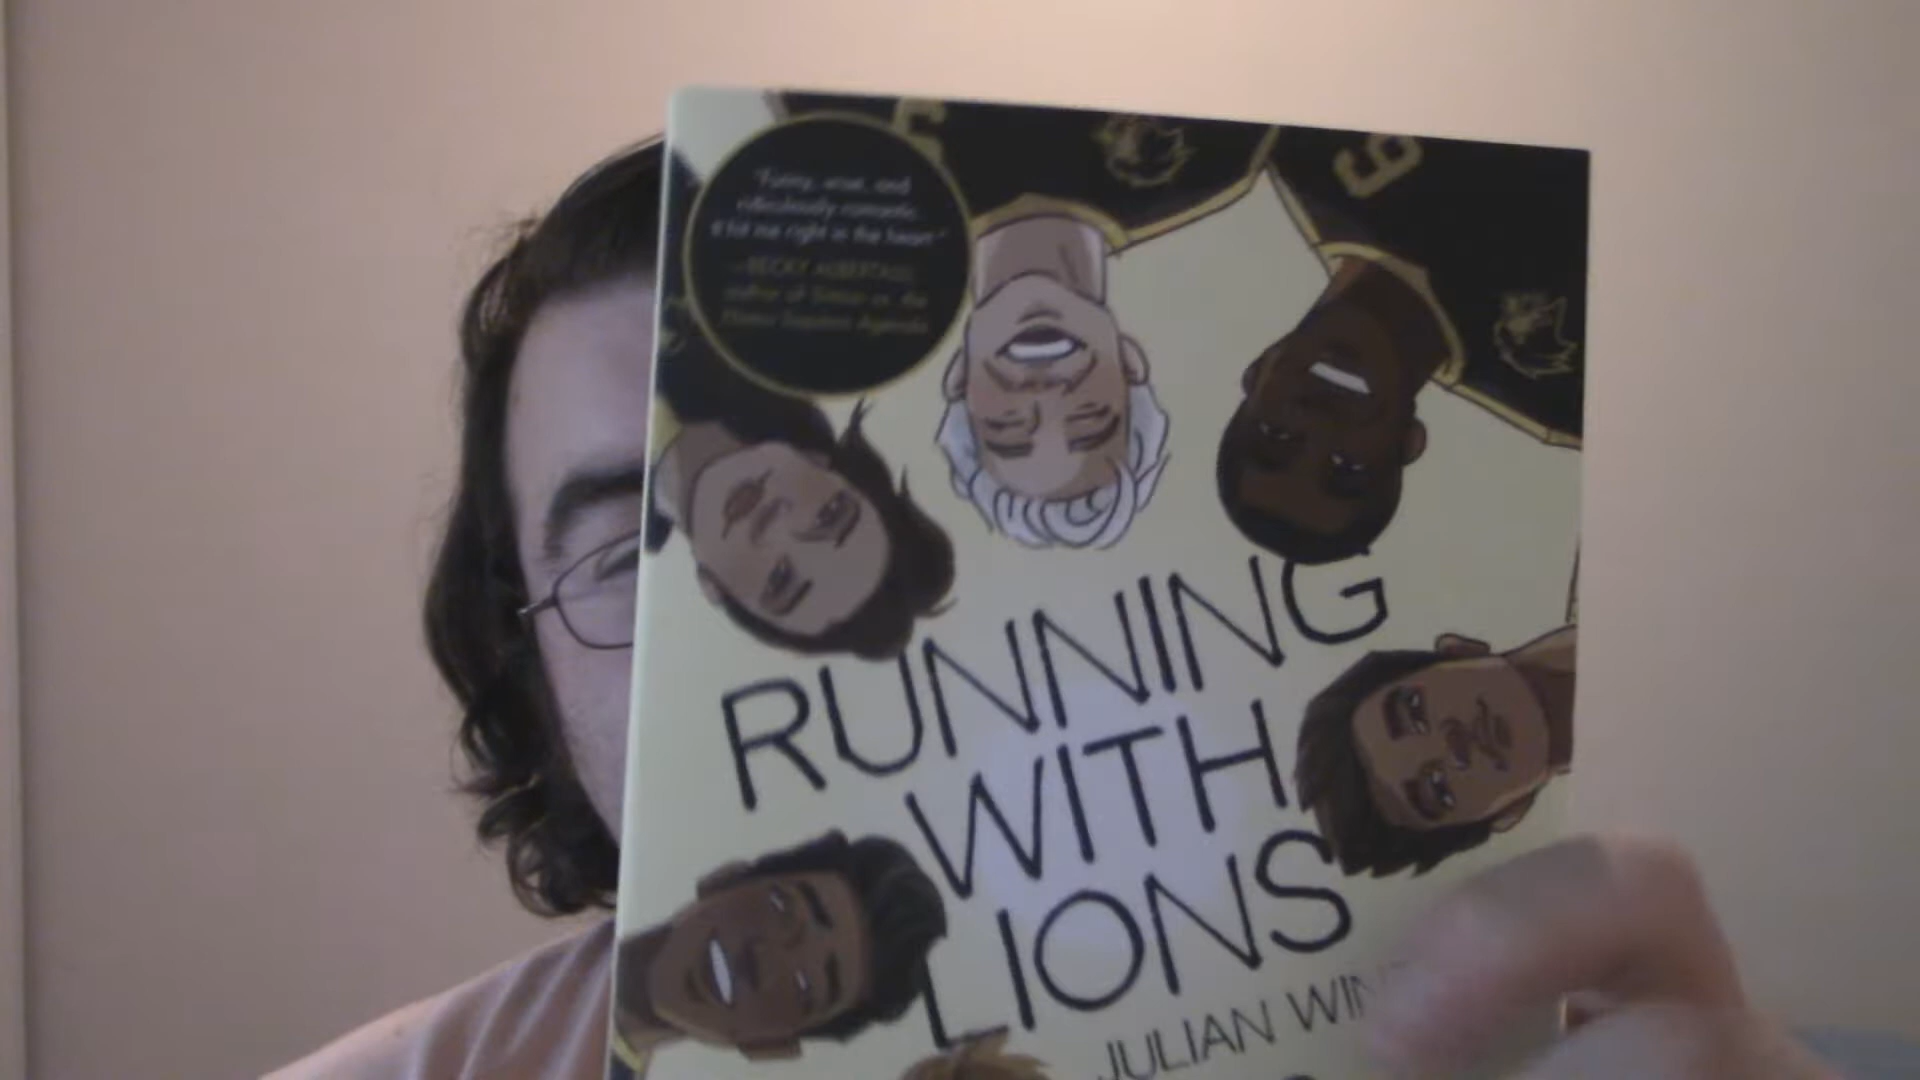 "Funny, wise, and
ridiculously romantic.
It hit me right in the heart."
—BECKY ALBERTALLI,
author of Simon vs. the
Homo Sapiens Agenda
9
RUNNING
WITH
LIONS
JULIAN WIN